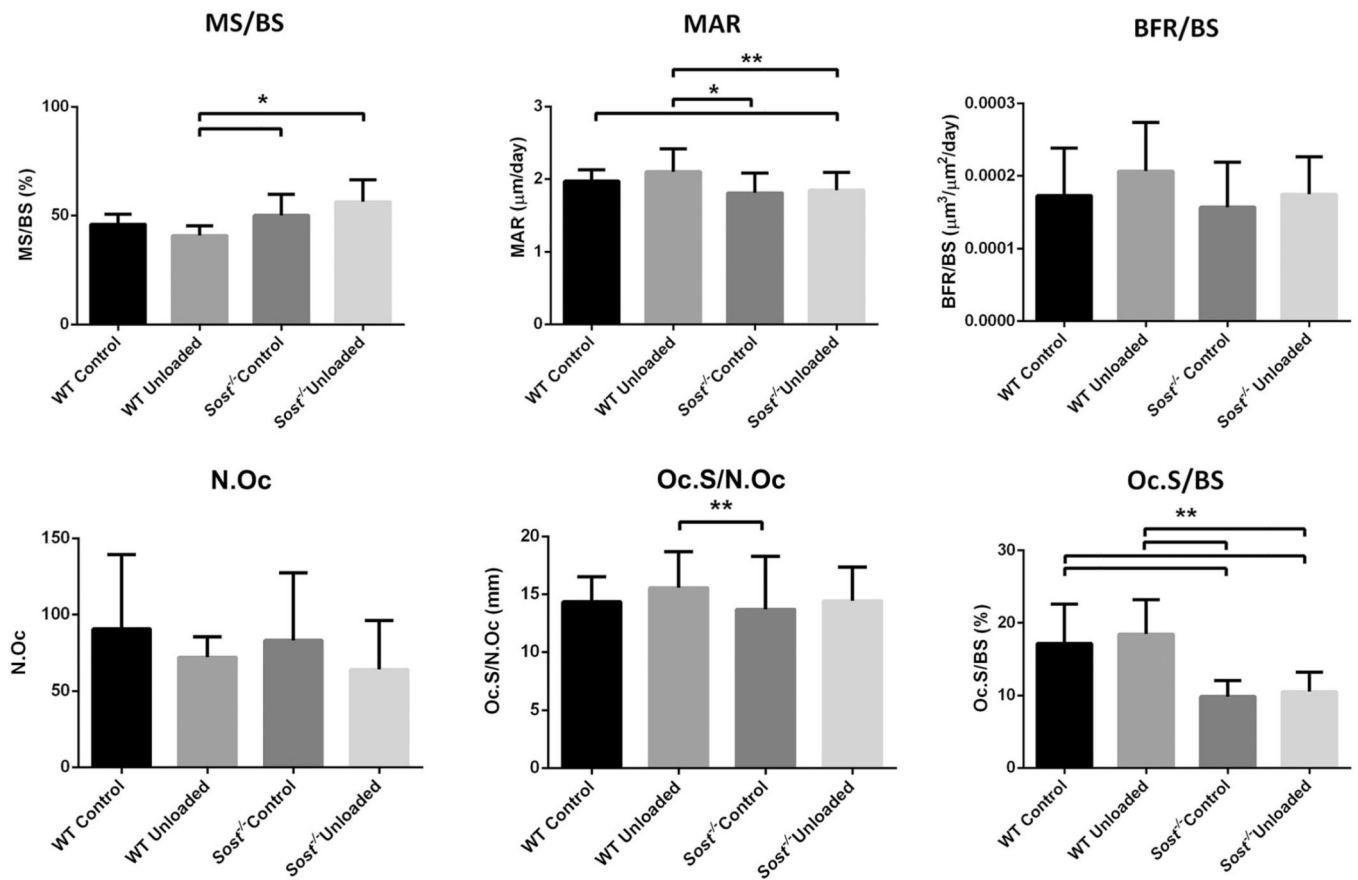 MS/BS
*
MS/BS (%)
100
50
0
WT Control
WT Unloaded
Sost-/-Control
Sost-/-Unloaded
MAR
**
*
MAR (μm/day)
3
2
1
0
WT Control
WT Unloaded
Sost-/-Control
Sost-/-Unloaded
BFR/BS
BFR/BS (μm³/μm²/day)
0.0003
0.0002
0.0001
0.0000
WT Control
WT Unloaded
Sost-/- Control
Sost-/- Unloaded
N.Oc
N.Oc
150
100
50
0
WT Control
WT Unloaded
Sost-/-Control
Sost-/-Unloaded
Oc.S/N.Oc
**
Oc.S/N.Oc (mm)
20
15
10
5
0
WT Control
WT Unloaded
Sost-/-Control
Sost-/-Unloaded
Oc.S/BS
**
Oc.S/BS (%)
30
20
10
0
WT Control
WT Unloaded
Sost-/-Control
Sost-/-Unloaded